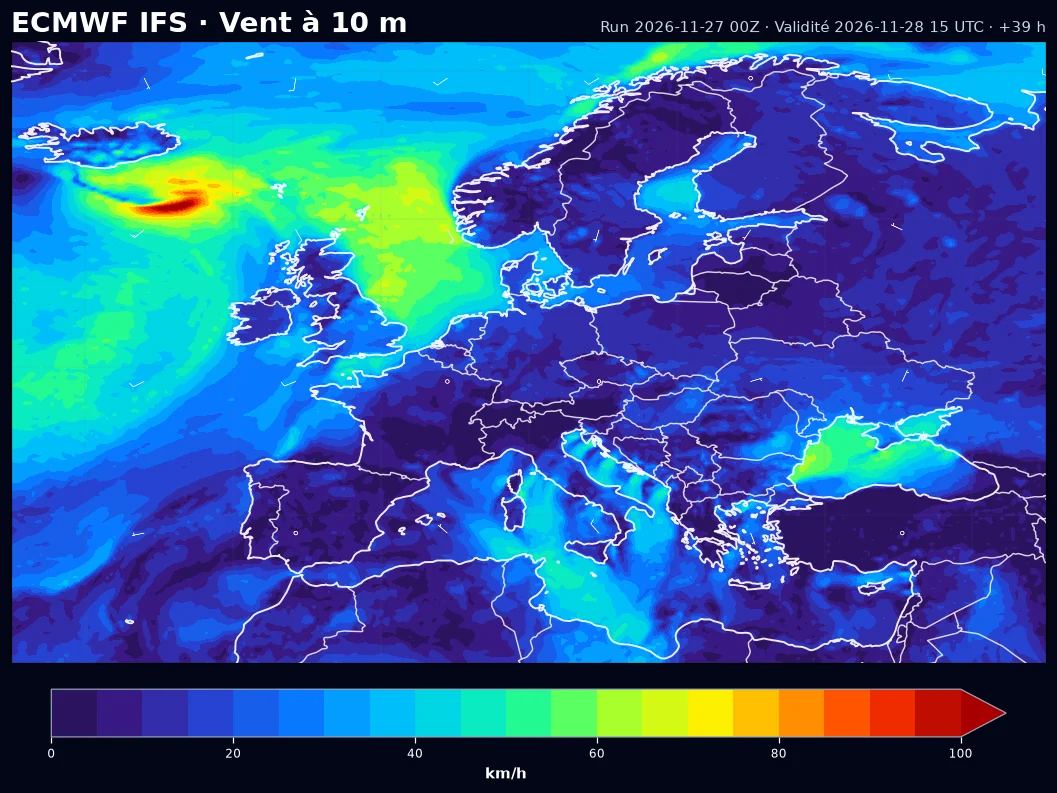 ECMWF IFS · Vent à 10 m
Run 2026-11-27 00Z · Validité 2026-11-28 15 UTC · +39 h
0 20 40 60 80 100
km/h